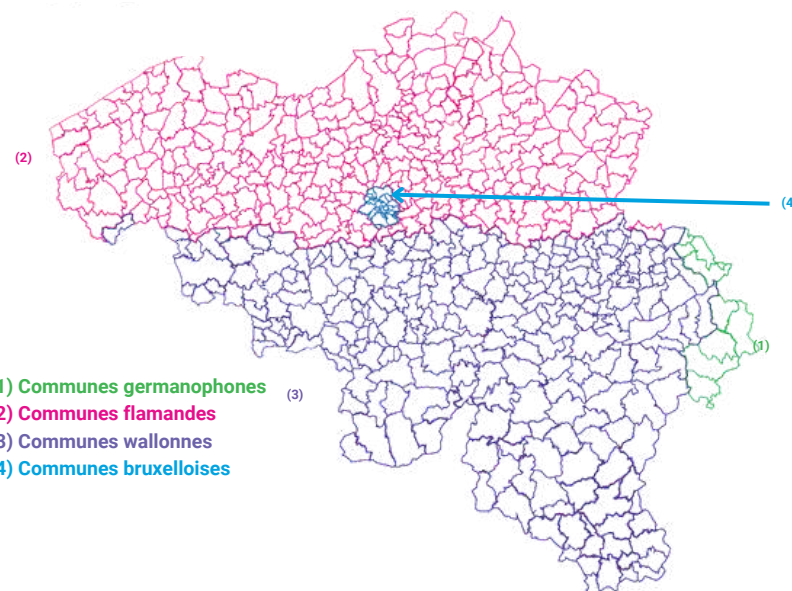 (2)
(4
(1)
1) Communes germanophones
(3)
2) Communes flamandes
3) Communes wallonnes
4) Communes bruxelloises